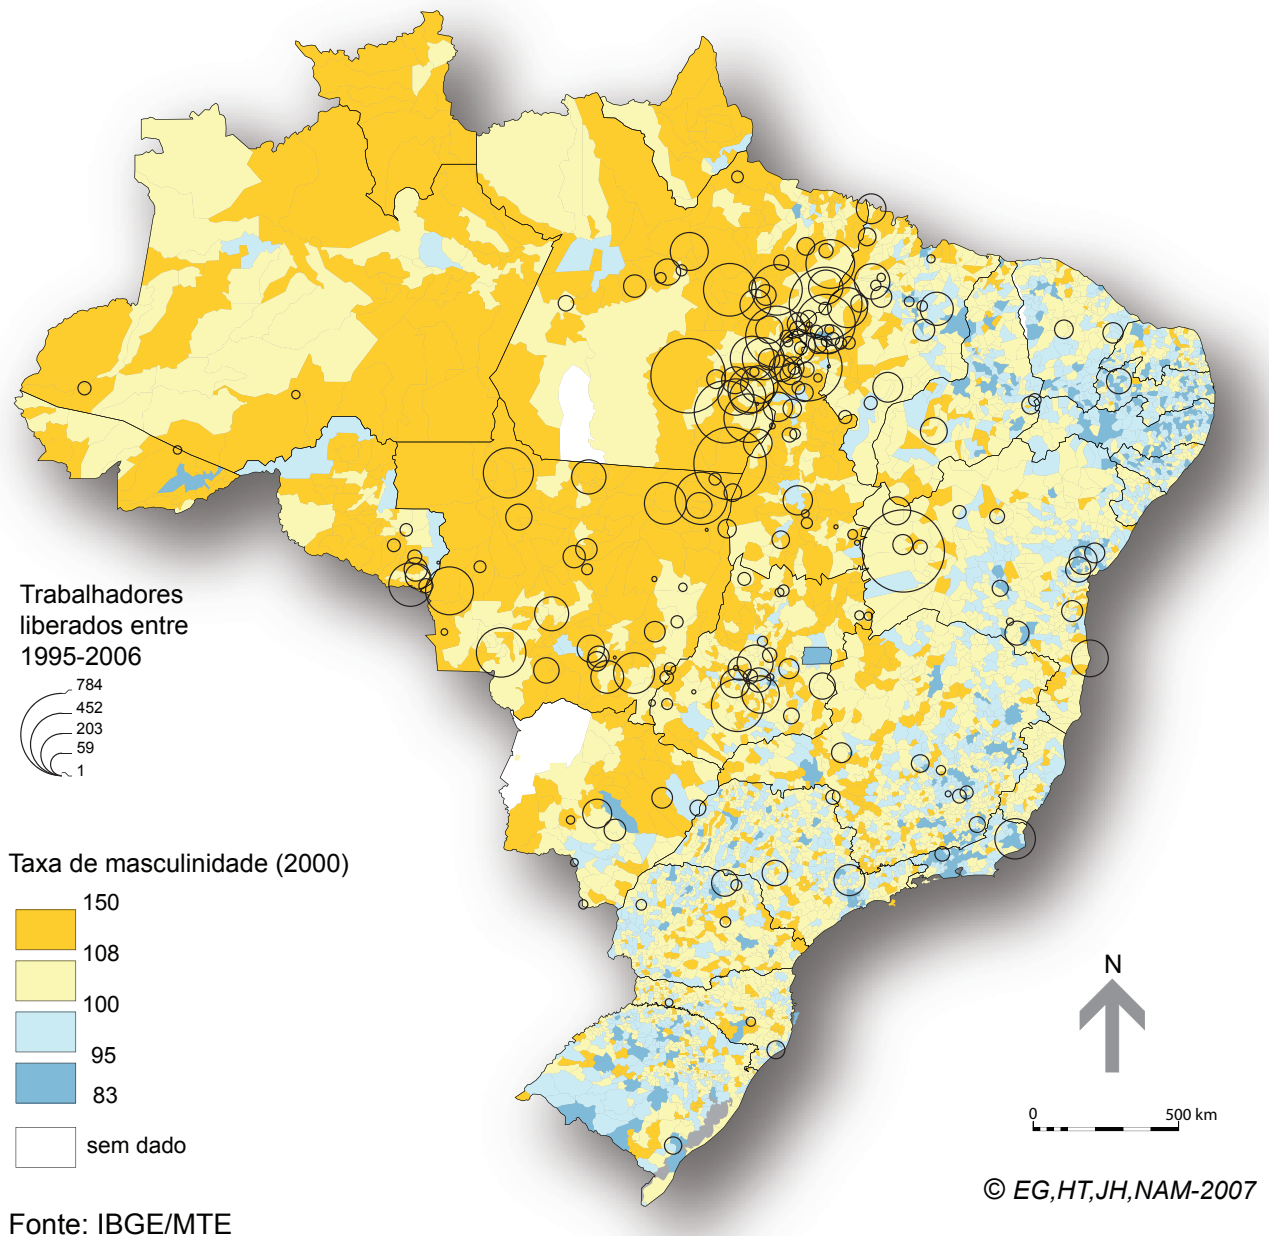 Trabalhadores
liberados entre
1995-2006
784
452
203
59
1
Taxa de masculinidade (2000)
150
108
100
95
83
sem dado
Fonte: IBGE/MTE
N
0 500 km
© EG,HT,JH,NAM-2007